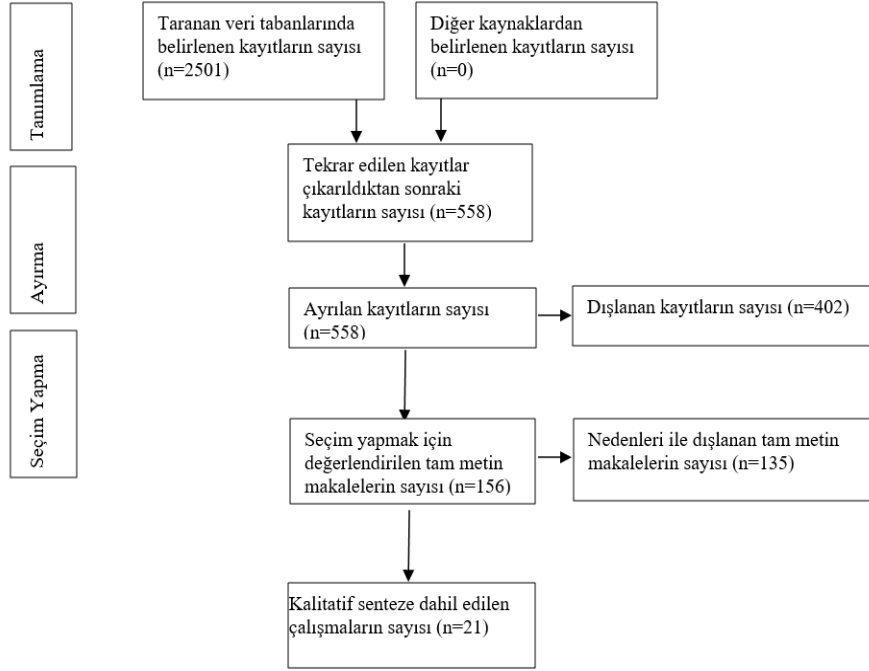 Tanımlama
Taranan veri tabanlarında
belirlenen kayıtların sayısı
(n=2501)
Diğer kaynaklardan
belirlenen kayıtların sayısı
(n=0)
Tekrar edilen kayıtlar
çıkarıldıktan sonraki
kayıtların sayısı (n=558)
Ayırma
Ayrılan kayıtların sayısı
(n=558)
Dışlanan kayıtların sayısı (n=402)
Seçim Yapma
Seçim yapmak için
değerlendirilen tam metin
makalelerin sayısı (n=156)
Nedenleri ile dışlanan tam metin
makalelerin sayısı (n=135)
Kalitatif senteze dahil edilen
çalışmaların sayısı (n=21)